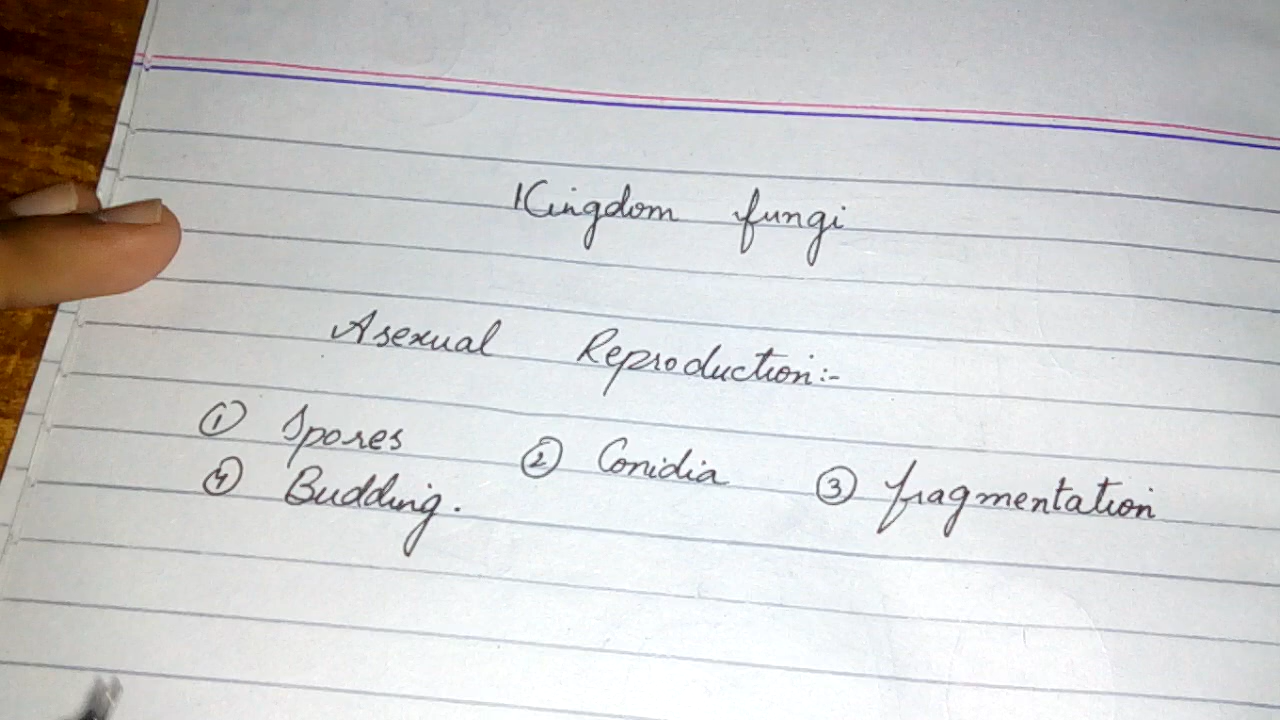 Kingdom fungi
Asexual Reproduction:-
① Spores ② Conidia ③ fragmentation
④ Budding.